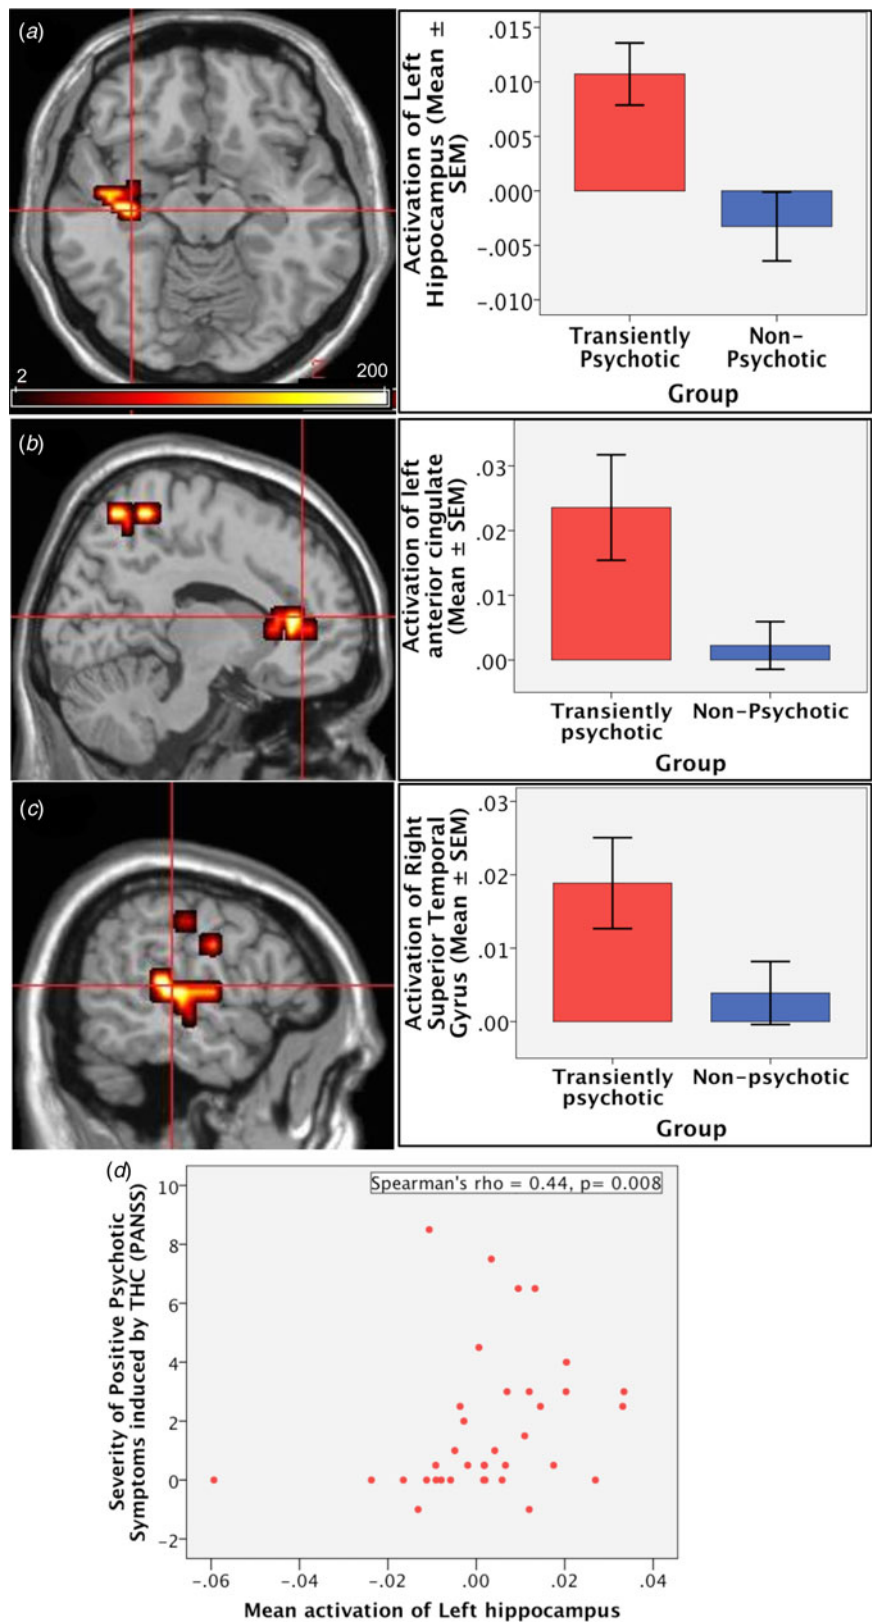 (a)
2
200
Activation of Left
Hippocampus (Mean ±
SEM)
.015
.010
.005
.000
-.005
-.010
Transiently
Psychotic
Non-
Psychotic
Group
(b)
Activation of left
anterior cingulate
(Mean ± SEM)
.03
.02
.01
.00
Transiently
psychotic
Non-Psychotic
Group
(c)
Activation of Right
Superior Temporal
Gyrus (Mean ± SEM)
.03
.02
.01
.00
Transiently
psychotic
Non-psychotic
Group
(d)
Spearman's rho = 0.44, p= 0.008
Severity of Positive Psychotic
Symptoms induced by THC (PANSS)
10
8
6
4
2
0
-2
-.06
-.04
-.02
.00
.02
.04
Mean activation of Left hippocampus